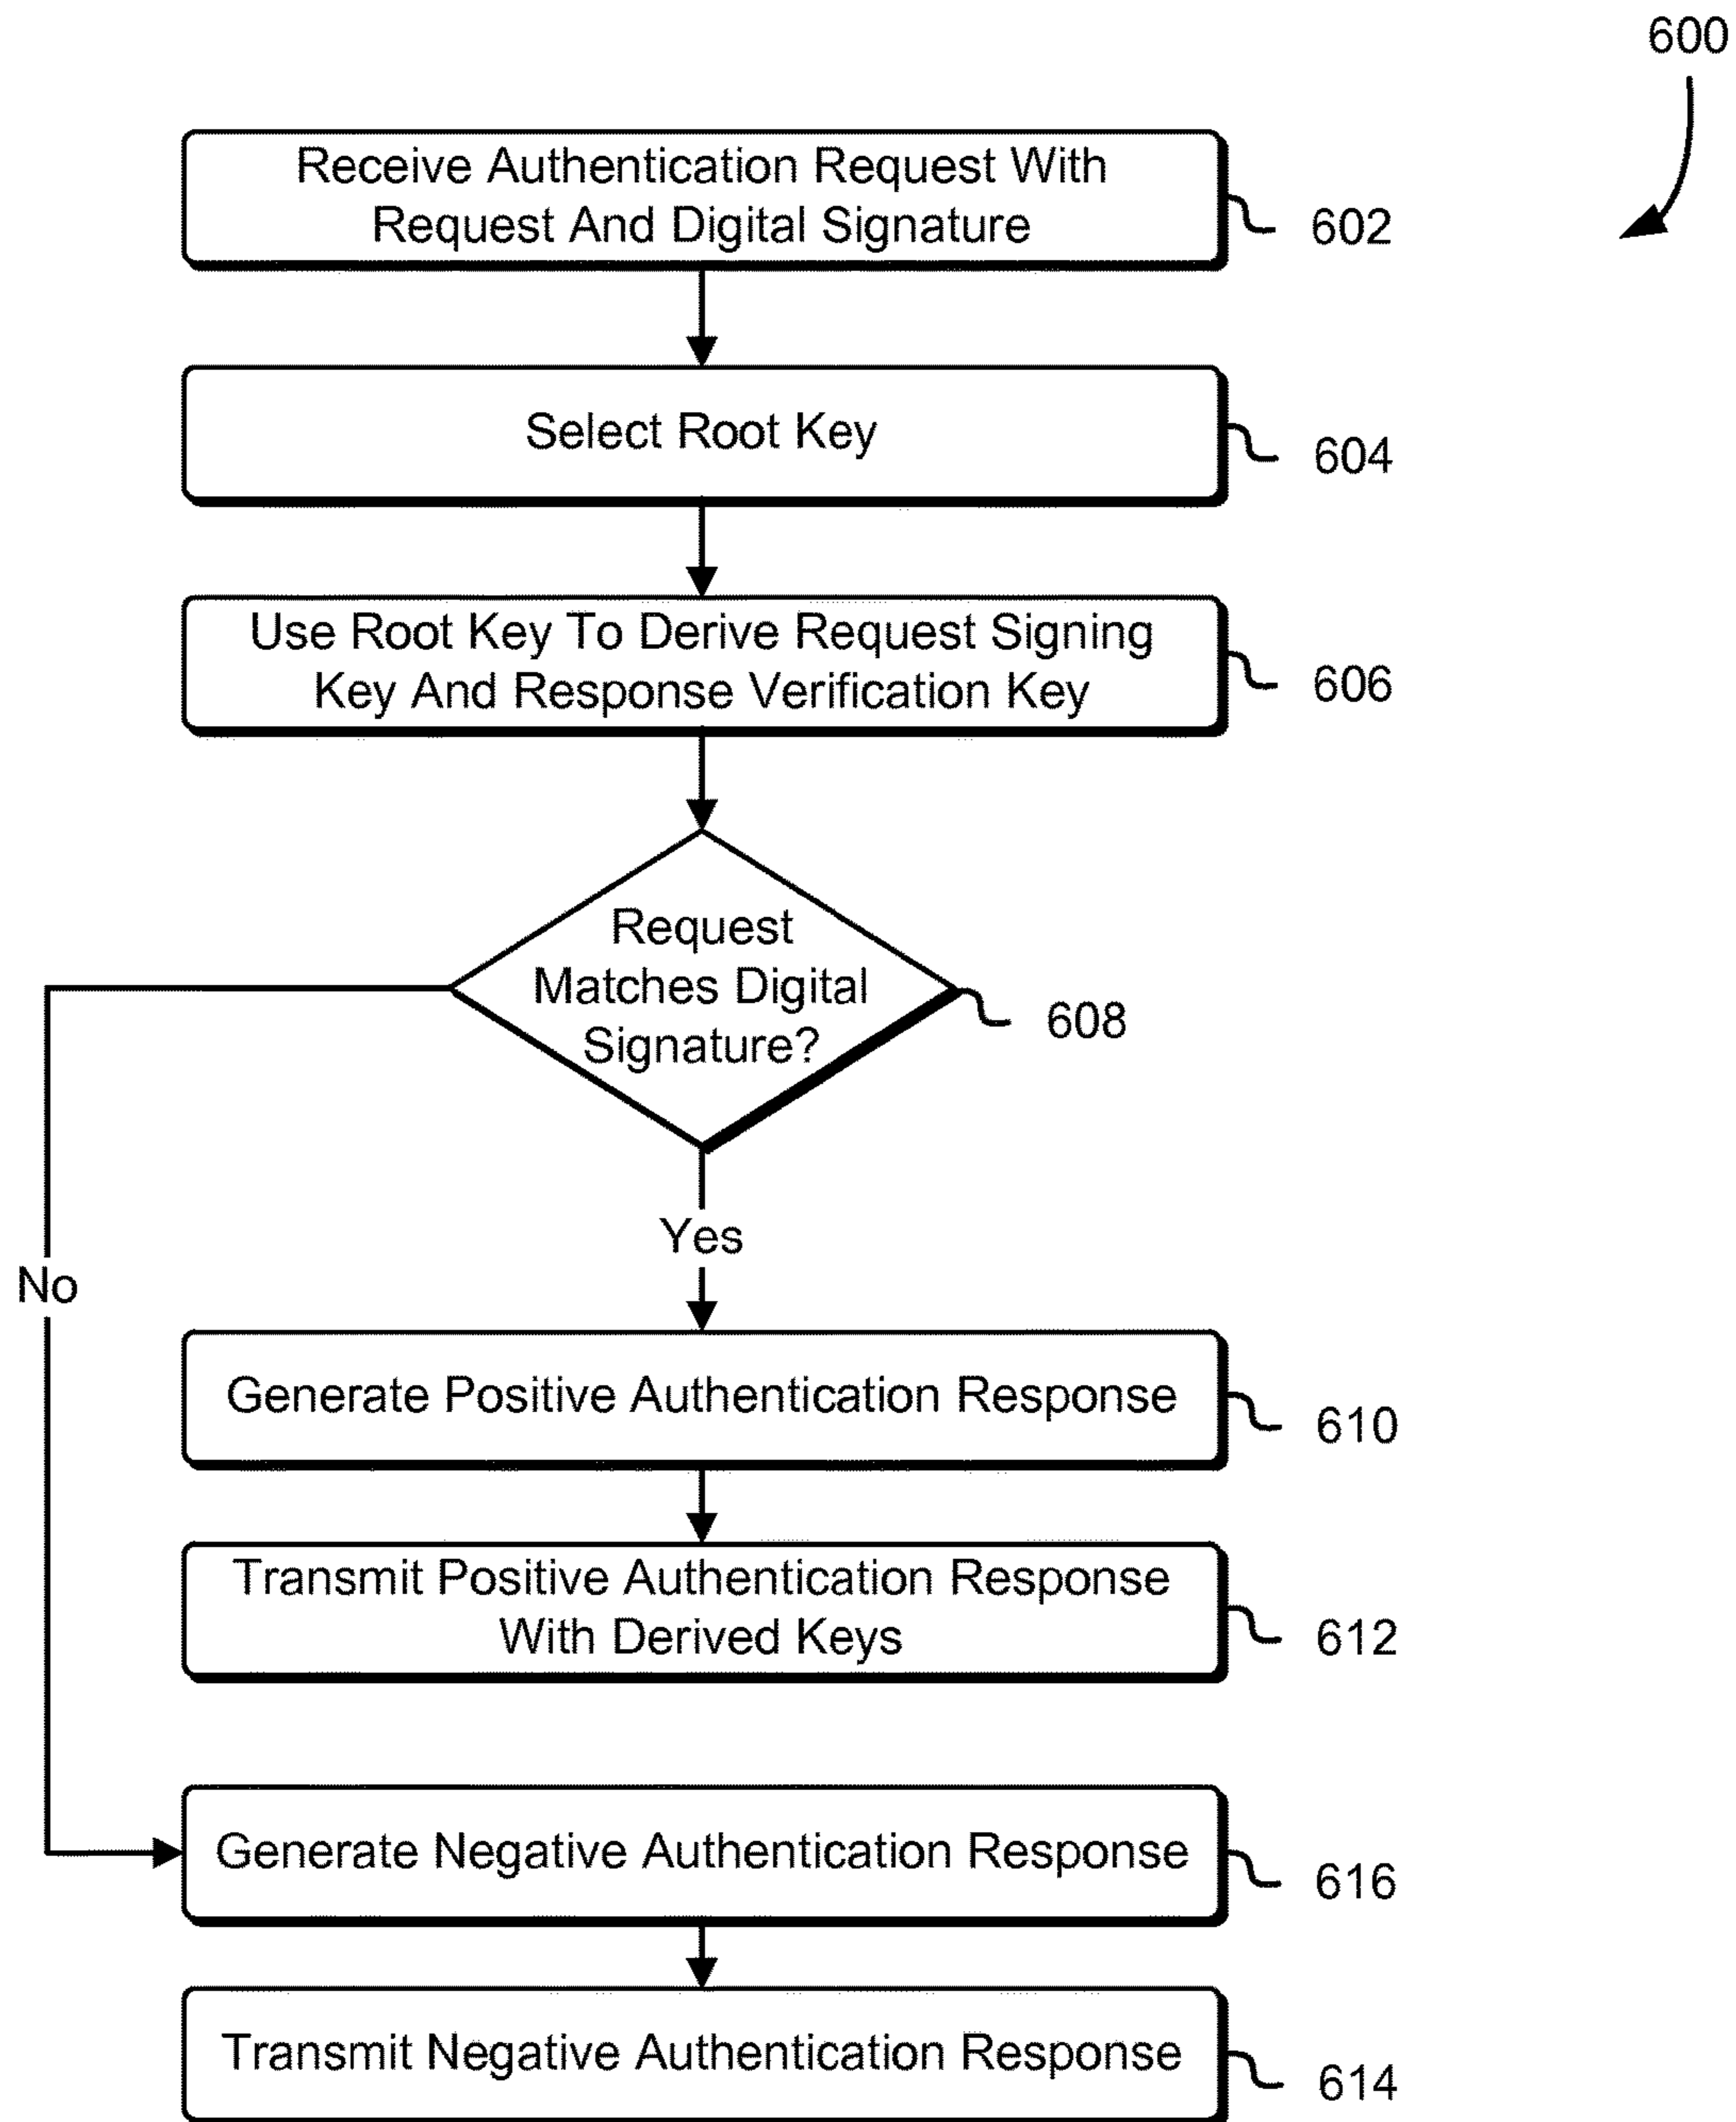 600
Receive Authentication Request With
Request And Digital Signature
602
Select Root Key
604
Use Root Key To Derive Request Signing
Key And Response Verification Key
606
Request
Matches Digital
Signature?
608
Yes
No
Generate Positive Authentication Response
610
Transmit Positive Authentication Response
With Derived Keys
612
Generate Negative Authentication Response
616
Transmit Negative Authentication Response
614